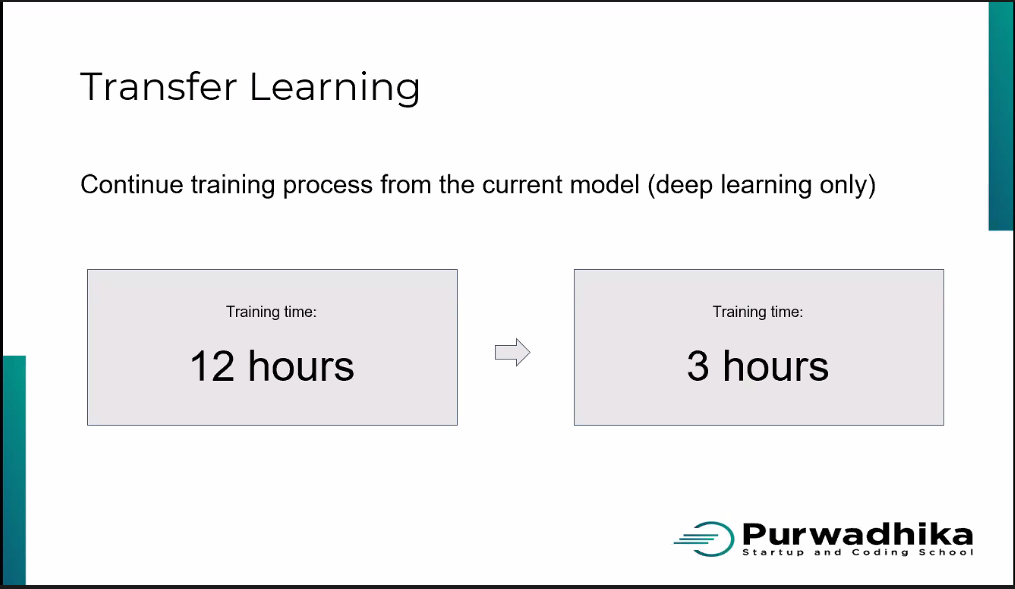 Transfer Learning
Continue training process from the current model (deep learning only)
Training time:
12 hours
Training time:
3 hours
Purwadhika
Startup and Coding School